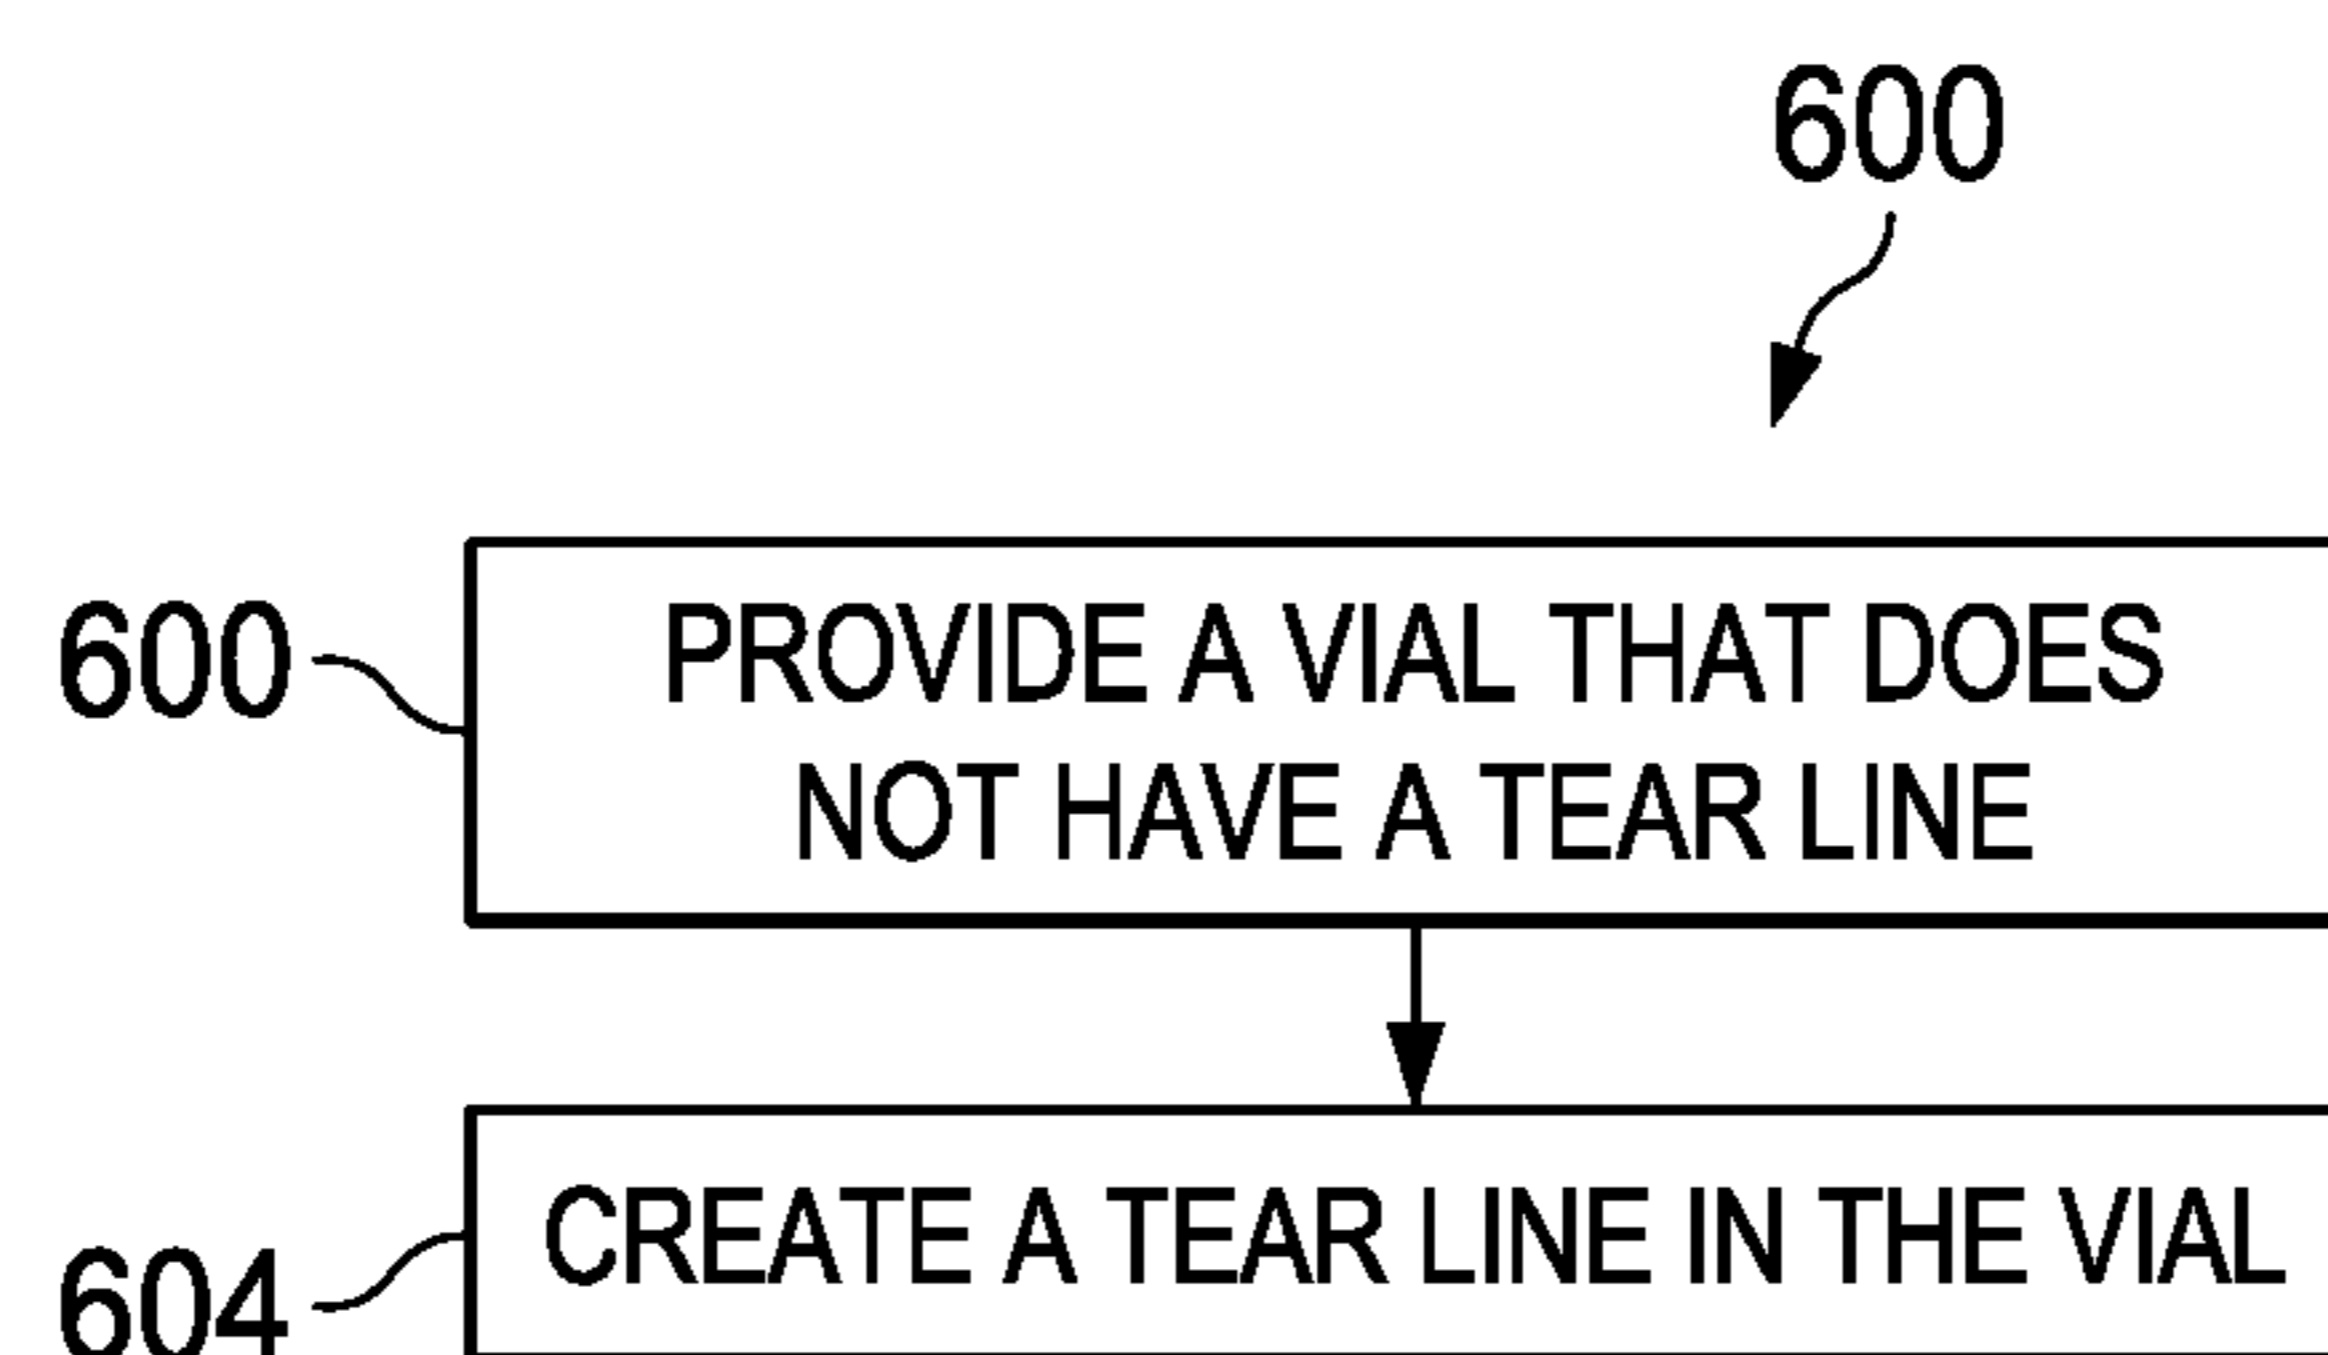 600
600
PROVIDE A VIAL THAT DOES
NOT HAVE A TEAR LINE
604
CREATE A TEAR LINE IN THE VIAL